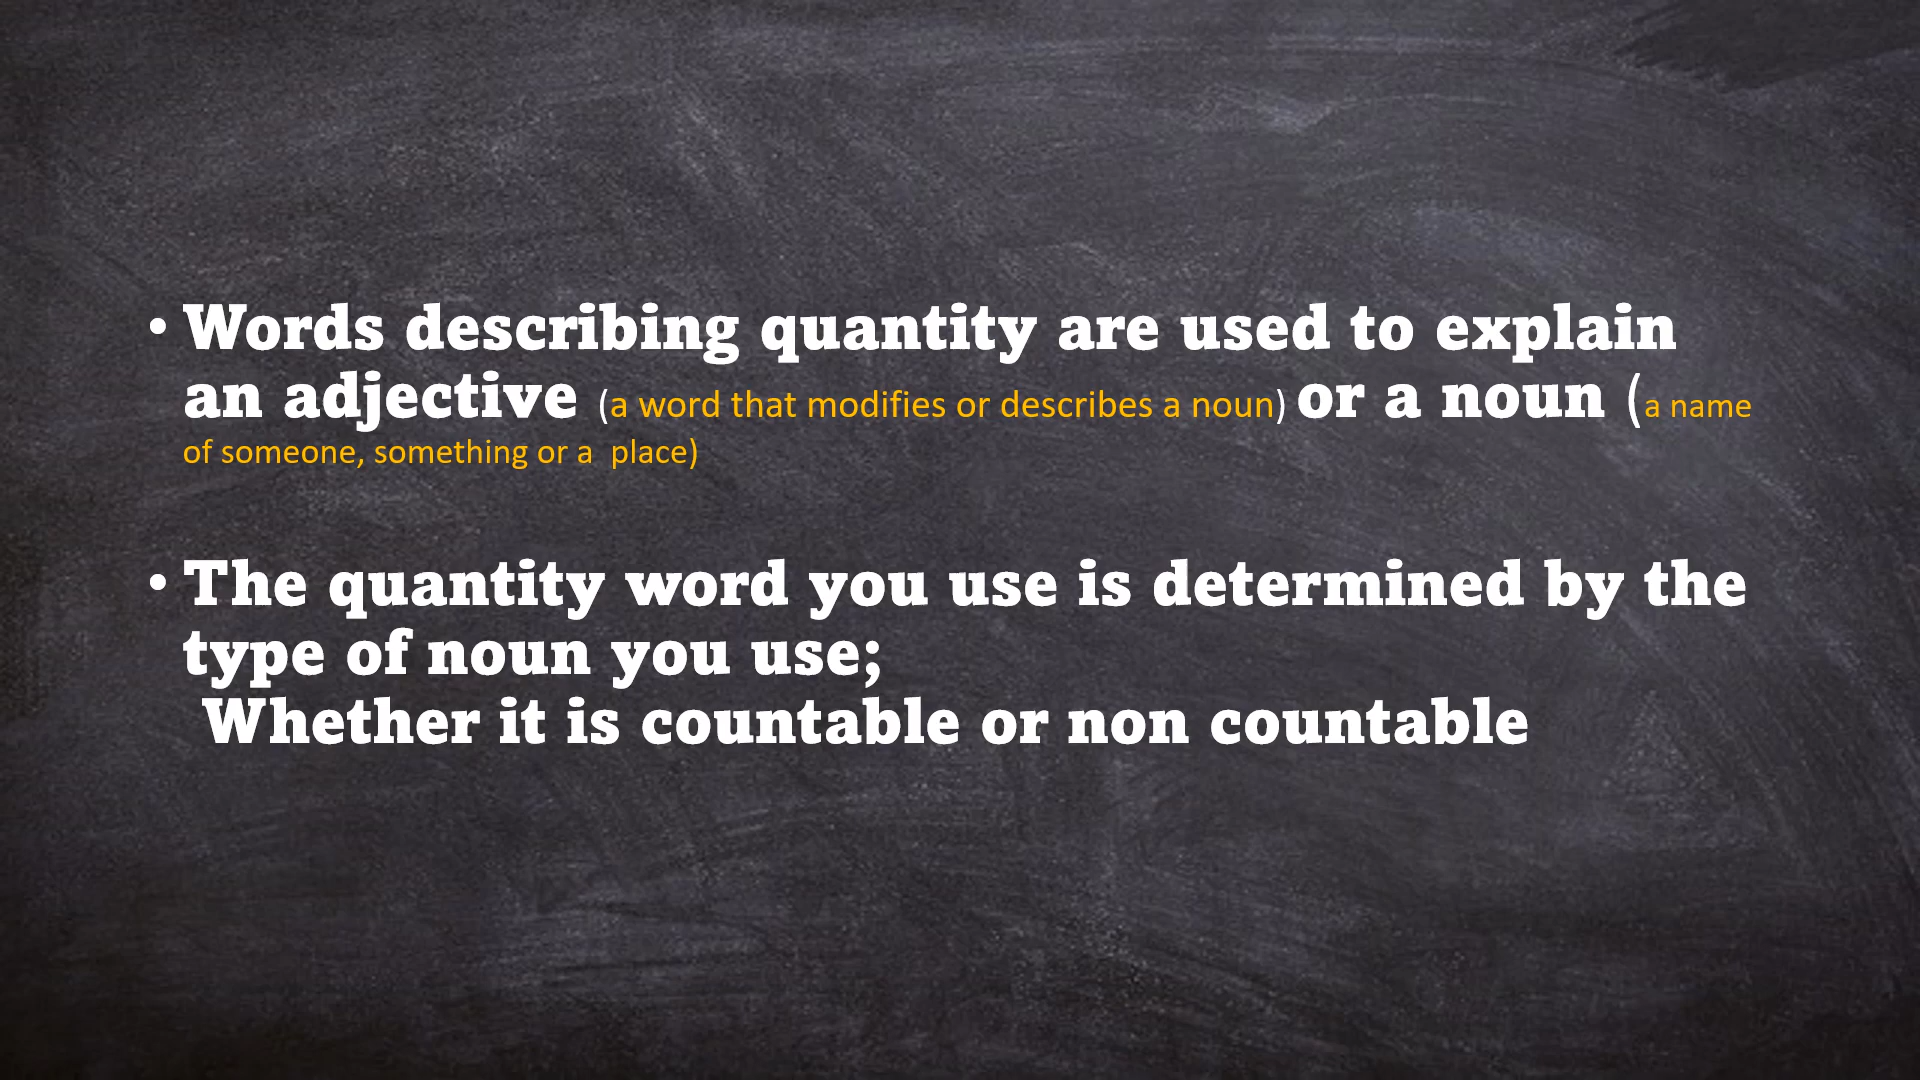 • Words describing quantity are used to explain
an adjective (a word that modifies or describes a noun) or a noun (a name
of someone, something or a  place)
• The quantity word you use is determined by the
type of noun you use;
Whether it is countable or non countable